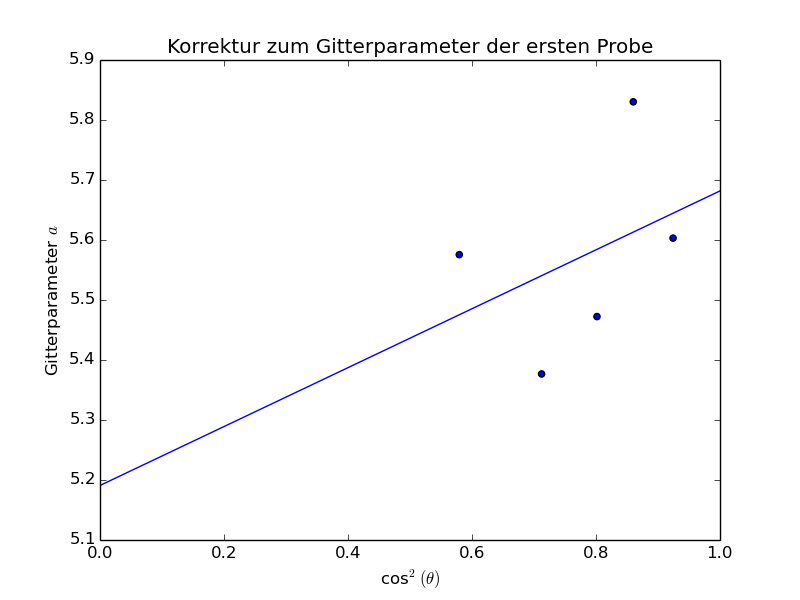 Korrektur zum Gitterparameter der ersten Probe
5.9
5.8
5.7
5.6
5.5
5.4
5.3
5.2
5.1
Gitterparameter a
0.0 0.2 0.4 0.6 0.8 1.0
cos² (θ)